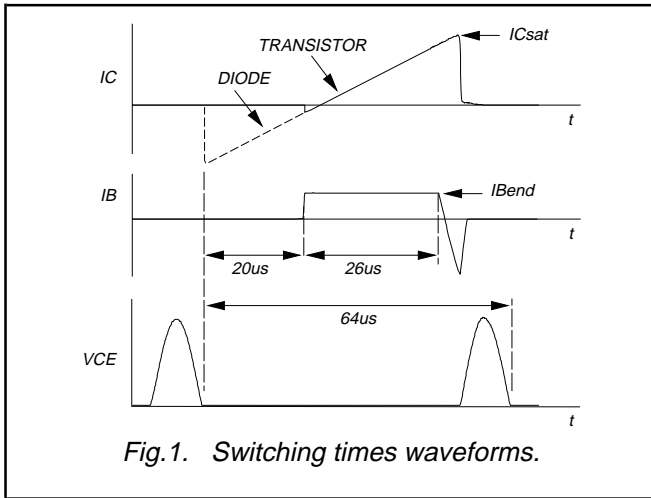 ICsat
TRANSISTOR
IC
DIODE
t
IB
IBend
t
20us
26us
64us
VCE
t
Fig.1. Switching times waveforms.